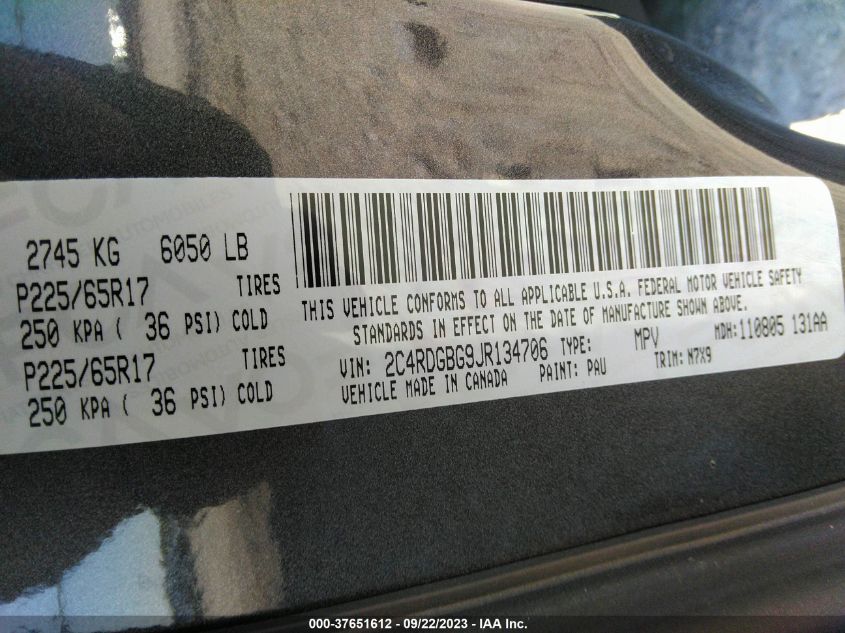 2745 KG 6050 LB
P225/65R17 TIRES
250 KPA ( 36 PSI) COLD
P225/65R17 TIRES
250 KPA ( 36 PSI) COLD
THIS VEHICLE CONFORMS TO ALL APPLICABLE U.S.A. FEDERAL MOTOR VEHICLE SAFETY
STANDARDS IN EFFECT ON THE DATE OF MANUFACTURE SHOWN ABOVE.
VIN: 2C4RDGBG9JR134706 TYPE: MPV MDH:110805 131AA
VEHICLE MADE IN CANADA PAINT: PAU TRIM: N7X9
000-37651612 - 09/22/2023 - IAA Inc.